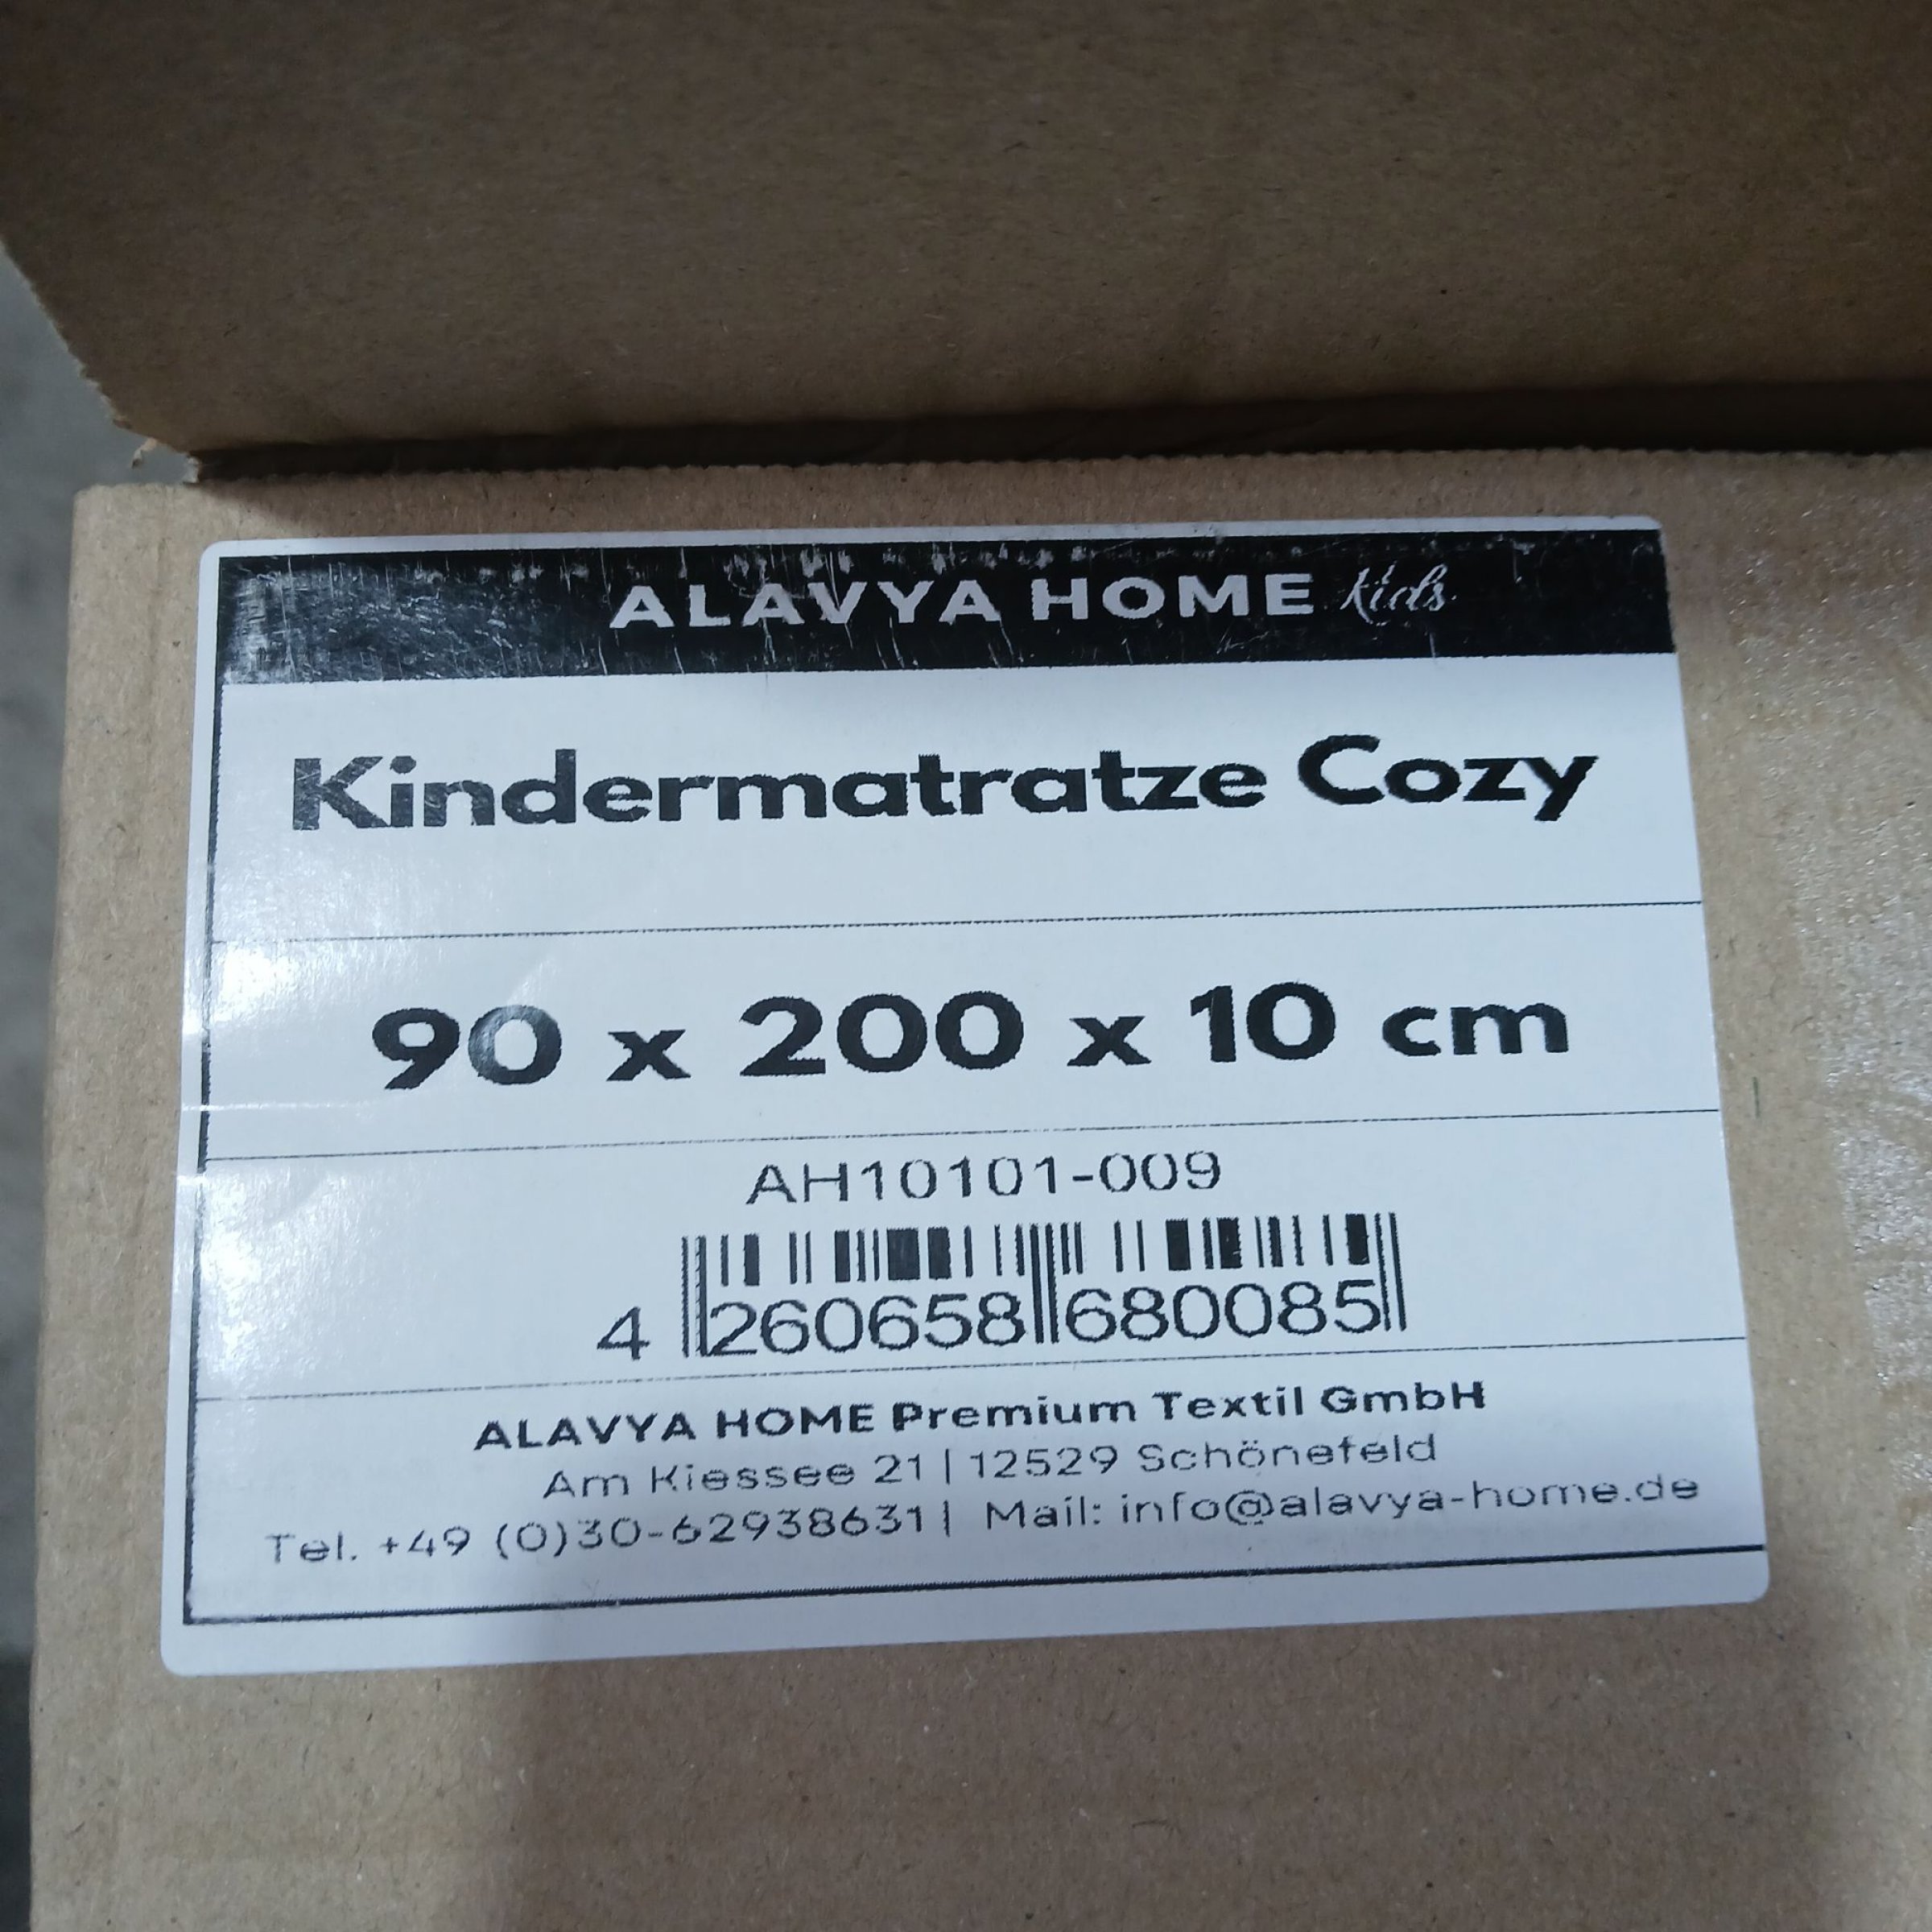 ALAVYA HOME kids
Kindermatratze Cozy
90 x 200 x 10 cm
AH10101-009
4 260658 680085
ALAVYA HOME Premium Textil GmbH
Am Kiessee 21 | 12529 Schönefeld
Tel. +49 (0)30-62938631 | Mail: info@alavya-home.de